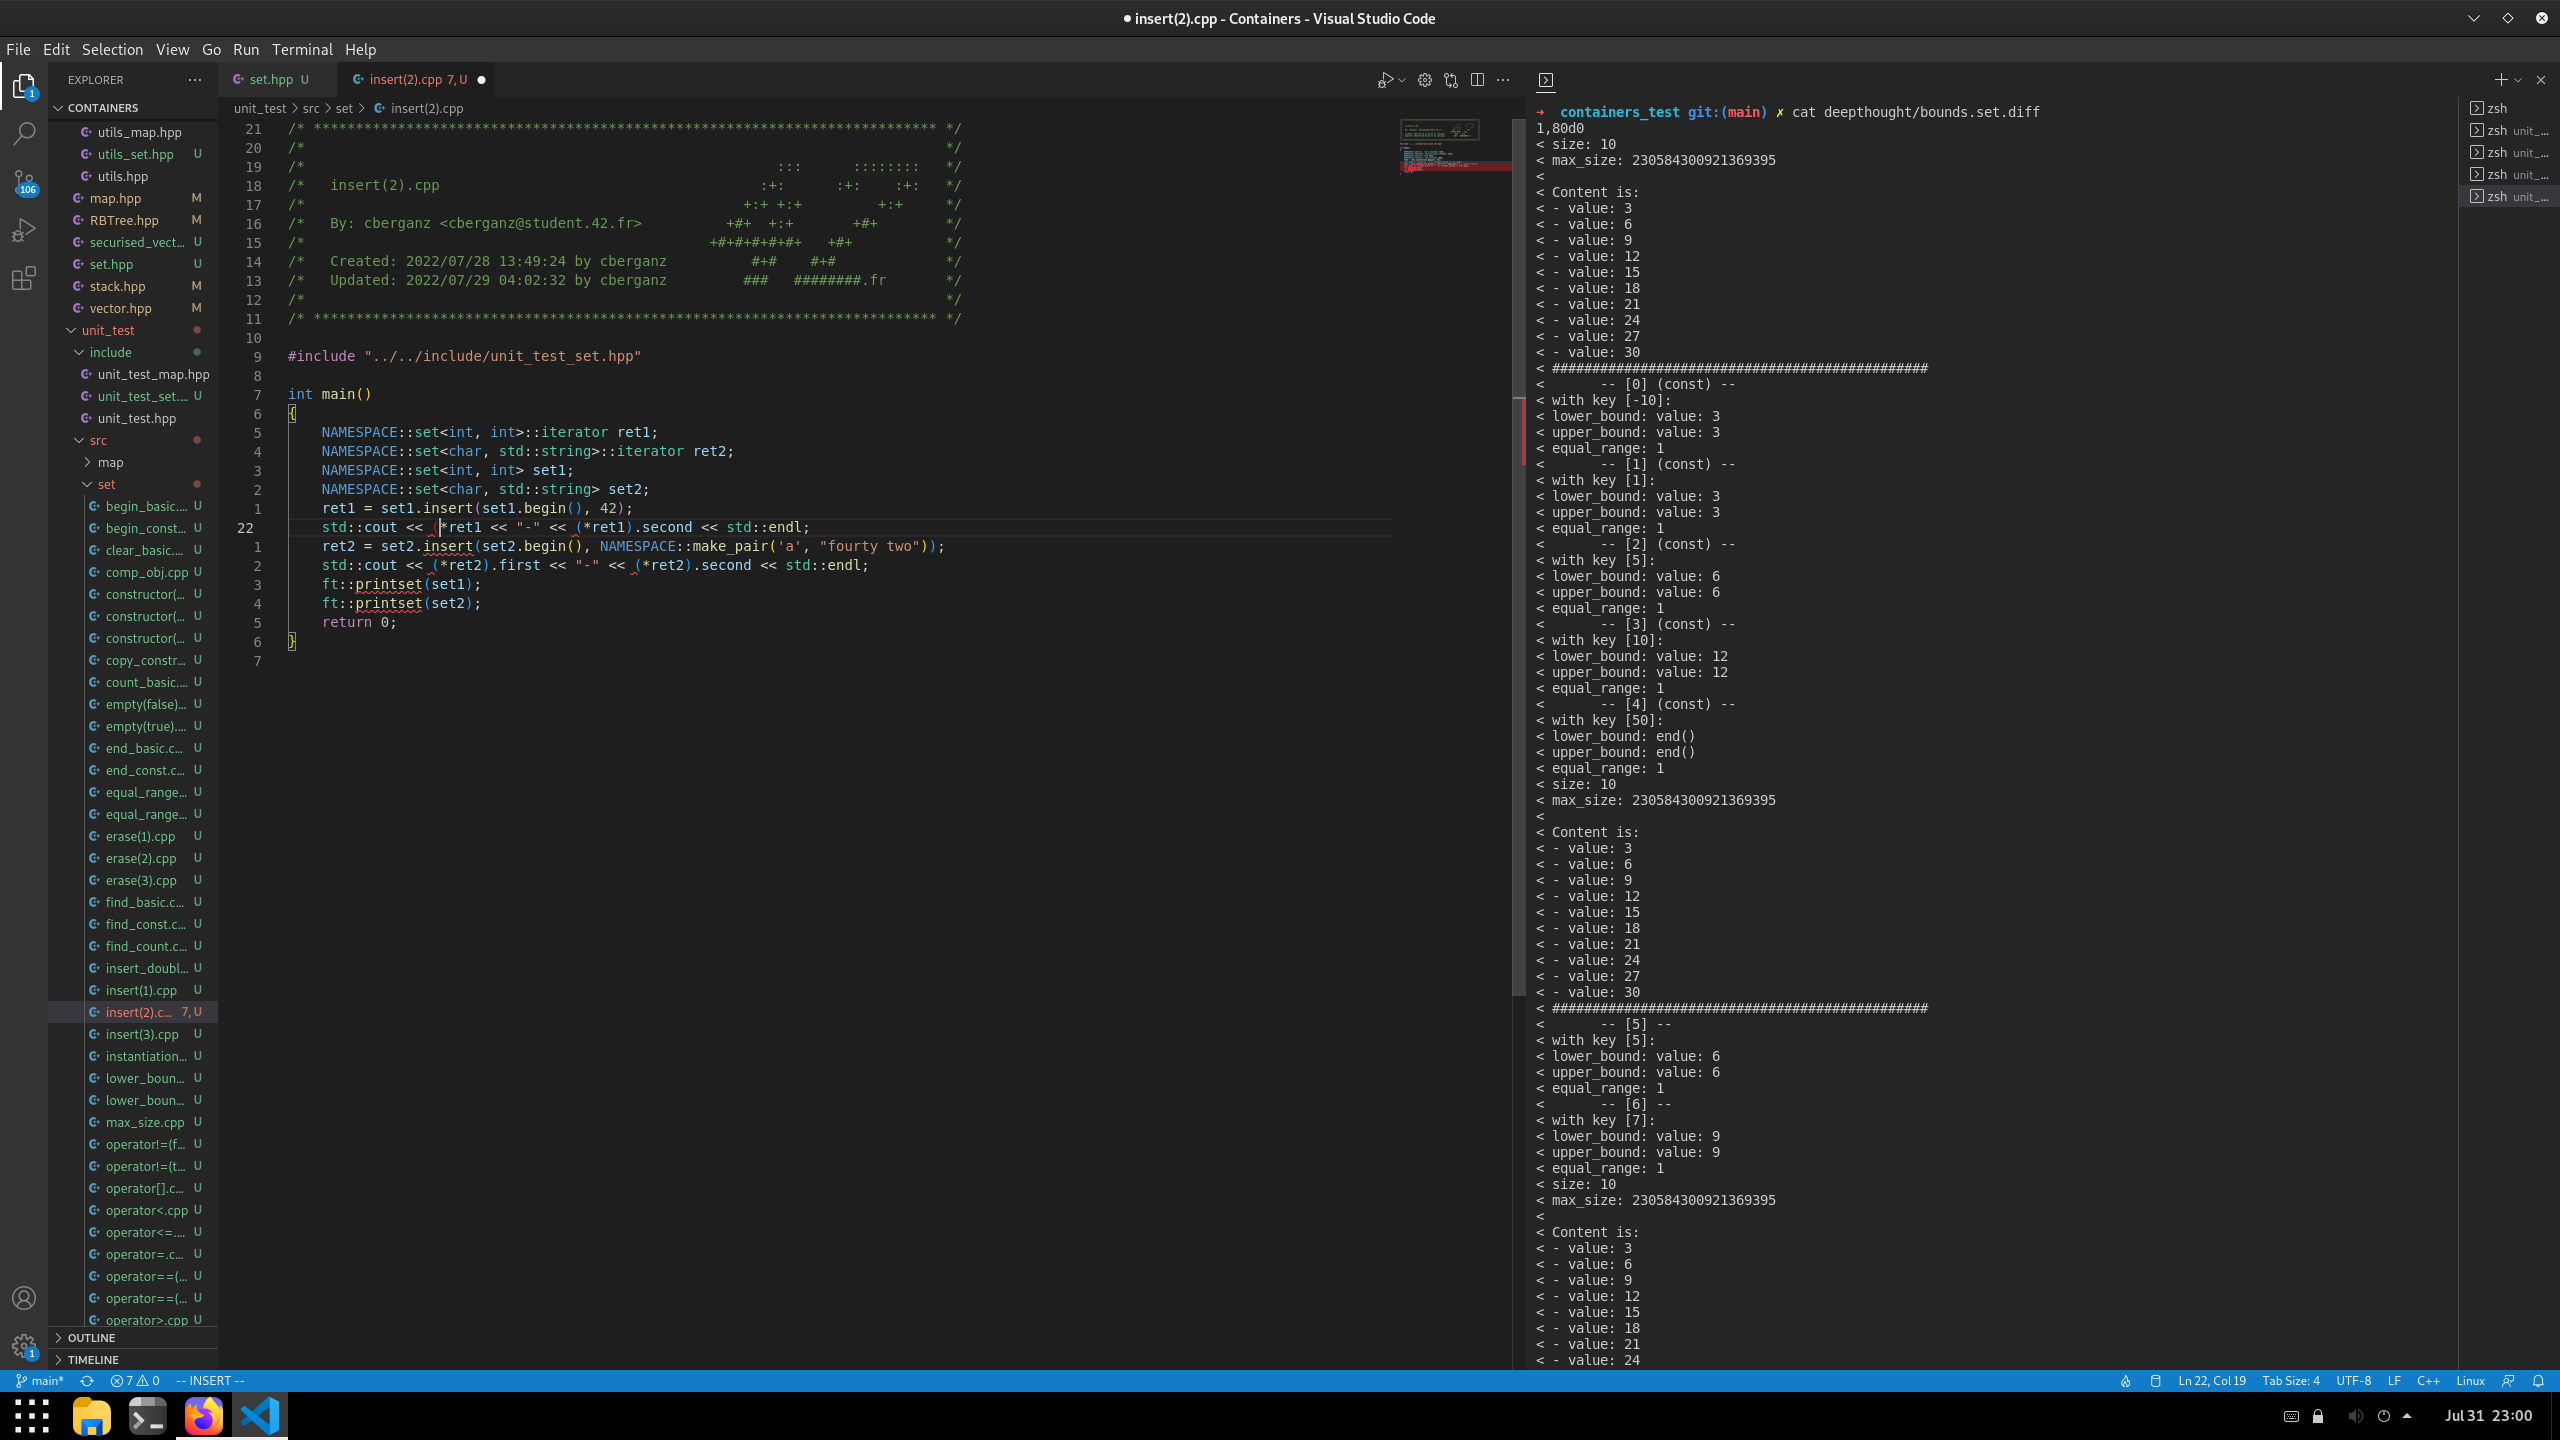 insert(2).cpp - Containers - Visual Studio Code
File Edit Selection View Go Run Terminal Help
EXPLORER
CONTAINERS
utils_map.hpp
utils_set.hpp U
utils.hpp
map.hpp M
RBTree.hpp M
securised_vect... U
set.hpp U
stack.hpp M
vector.hpp M
unit_test
include
unit_test_map.hpp
unit_test_set.... U
unit_test.hpp
src
map
set
begin_basic.... U
begin_const... U
clear_basic.... U
comp_obj.cpp U
constructor(... U
constructor(... U
constructor(... U
copy_constr... U
count_basic.... U
empty(false)... U
empty(true).... U
end_basic.c... U
end_const.c... U
equal_range... U
equal_range... U
erase(1).cpp U
erase(2).cpp U
erase(3).cpp U
find_basic.c... U
find_const.c... U
find_count.c... U
insert_doubl... U
insert(1).cpp U
insert(2).c... 7, U
insert(3).cpp U
instantiation... U
lower_boun... U
lower_boun... U
max_size.cpp U
operator!=(f... U
operator!=(t... U
operator[].c... U
operator<.cpp U
operator<=.... U
operator=.c... U
operator==(... U
operator==(... U
operator>.cpp U
OUTLINE
TIMELINE
1
106
1
set.hpp U
insert(2).cpp 7, U
unit_test > src > set > insert(2).cpp
21 /* ************************************************************************** */
20 /*                                                                            */
19 /*                                                        :::      ::::::::   */
18 /*   insert(2).cpp                                      :+:      :+:    :+:   */
17 /*                                                    +:+ +:+         +:+     */
16 /*   By: cberganz <cberganz@student.42.fr>          +#+  +:+       +#+        */
15 /*                                                +#+#+#+#+#+   +#+           */
14 /*   Created: 2022/07/28 13:49:24 by cberganz          #+#    #+#             */
13 /*   Updated: 2022/07/29 04:02:32 by cberganz         ###   ########.fr       */
12 /*                                                                            */
11 /* ************************************************************************** */
10
9 #include "../../include/unit_test_set.hpp"
8
7 int main()
6 {
5 NAMESPACE::set<int, int>::iterator ret1;
4 NAMESPACE::set<char, std::string>::iterator ret2;
3 NAMESPACE::set<int, int> set1;
2 NAMESPACE::set<char, std::string> set2;
1 ret1 = set1.insert(set1.begin(), 42);
22 std::cout << (*ret1 << "-" << (*ret1).second << std::endl;
1 ret2 = set2.insert(set2.begin(), NAMESPACE::make_pair('a', "fourty two"));
2 std::cout << (*ret2).first << "-" << (*ret2).second << std::endl;
3 ft::printset(set1);
4 ft::printset(set2);
5 return 0;
6 }
7
➜ containers_test git:(main) ✗ cat deepthought/bounds.set.diff
1,80d0
< size: 10
< max_size: 230584300921369395
<
< Content is:
< - value: 3
< - value: 6
< - value: 9
< - value: 12
< - value: 15
< - value: 18
< - value: 21
< - value: 24
< - value: 27
< - value: 30
< ###############################################
< -- [0] (const) --
< with key [-10]:
< lower_bound: value: 3
< upper_bound: value: 3
< equal_range: 1
< -- [1] (const) --
< with key [1]:
< lower_bound: value: 3
< upper_bound: value: 3
< equal_range: 1
< -- [2] (const) --
< with key [5]:
< lower_bound: value: 6
< upper_bound: value: 6
< equal_range: 1
< -- [3] (const) --
< with key [10]:
< lower_bound: value: 12
< upper_bound: value: 12
< equal_range: 1
< -- [4] (const) --
< with key [50]:
< lower_bound: end()
< upper_bound: end()
< equal_range: 1
< size: 10
< max_size: 230584300921369395
<
< Content is:
< - value: 3
< - value: 6
< - value: 9
< - value: 12
< - value: 15
< - value: 18
< - value: 21
< - value: 24
< - value: 27
< - value: 30
< ###############################################
< -- [5] --
< with key [5]:
< lower_bound: value: 6
< upper_bound: value: 6
< equal_range: 1
< -- [6] --
< with key [7]:
< lower_bound: value: 9
< upper_bound: value: 9
< equal_range: 1
< size: 10
< max_size: 230584300921369395
<
< Content is:
< - value: 3
< - value: 6
< - value: 9
< - value: 12
< - value: 15
< - value: 18
< - value: 21
< - value: 24
zsh
zsh unit_...
zsh unit_...
zsh unit_...
zsh unit_...
main* 7 0 -- INSERT -- Ln 22, Col 19 Tab Size: 4 UTF-8 LF C++ Linux
Jul 31 23:00